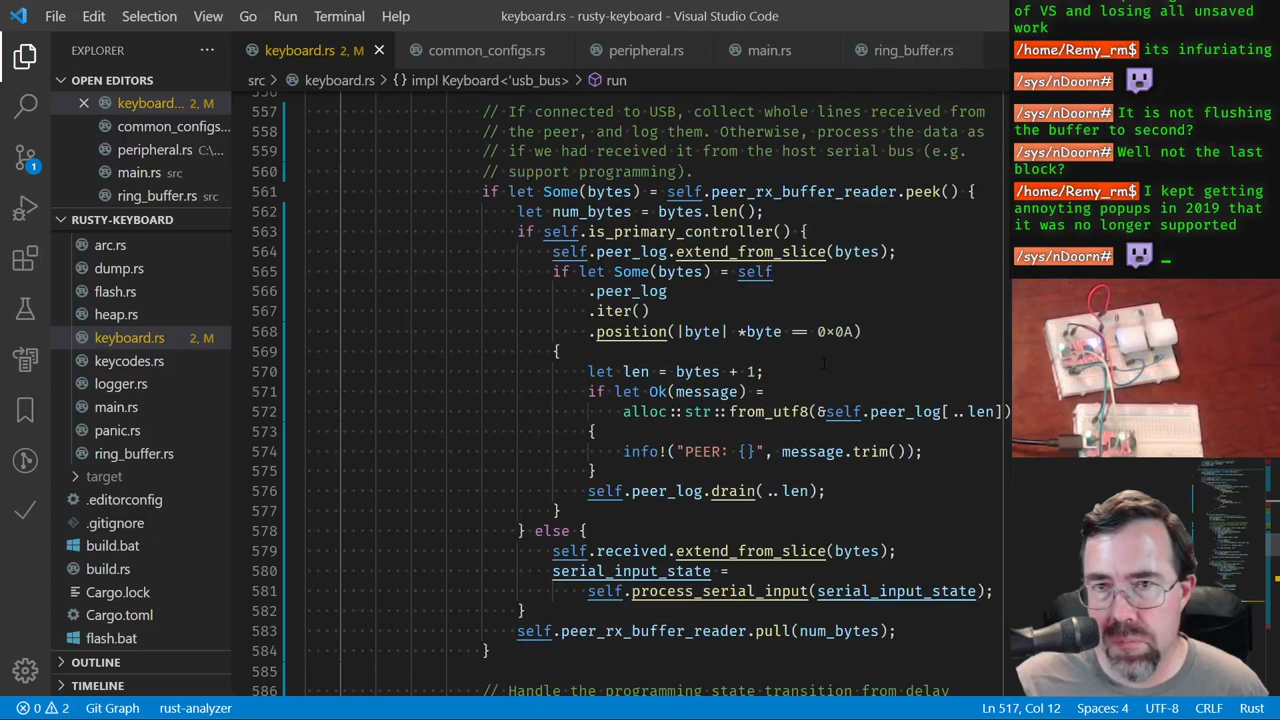 File Edit Selection View Go Run Terminal Help
keyboard.rs - rusty-keyboard - Visual Studio Code
EXPLORER
OPEN EDITORS
keyboard... 2, M
common_configs...
peripheral.rs C:\...
main.rs src
ring_buffer.rs src
RUSTY-KEYBOARD
arc.rs
dump.rs
flash.rs
heap.rs
keyboard.rs 2, M
keycodes.rs
logger.rs
main.rs
panic.rs
ring_buffer.rs
target
.editorconfig
.gitignore
build.bat
build.rs
Cargo.lock
Cargo.toml
flash.bat
OUTLINE
TIMELINE
keyboard.rs 2, M
common_configs.rs
peripheral.rs
main.rs
ring_buffer.rs
src > keyboard.rs > {} impl Keyboard<'usb_bus> > run
557 // If connected to USB, collect whole lines received from
558 // the peer, and log them. Otherwise, process the data as
559 // if we had received it from the host serial bus (e.g.
560 // support programming).
561 if let Some(bytes) = self.peer_rx_buffer_reader.peek() {
562 let num_bytes = bytes.len();
563 if self.is_primary_controller() {
564 self.peer_log.extend_from_slice(bytes);
565 if let Some(bytes) = self
566 .peer_log
567 .iter()
568 .position(|byte| *byte == 0x0A)
569 {
570 let len = bytes + 1;
571 if let Ok(message) =
572 alloc::str::from_utf8(&self.peer_log[..len])
573 {
574 info!("PEER: {}", message.trim());
575 }
576 self.peer_log.drain(..len);
577 }
578 } else {
579 self.received.extend_from_slice(bytes);
580 serial_input_state =
581 self.process_serial_input(serial_input_state);
582 }
583 self.peer_rx_buffer_reader.pull(num_bytes);
584 }
585
586 // Handle the programming state transition from delay
of VS and losing all unsaved
work
/home/Remy_rm$ its infuriating
/sys/nDoorn#
/sys/nDoorn# It is not flushing
the buffer to second?
/sys/nDoorn# Well not the last
block?
/home/Remy_rm$ I kept getting
annoyting popups in 2019 that
it was no longer supported
/sys/nDoorn# _
0 2 Git Graph rust-analyzer
Ln 517, Col 12 Spaces: 4 UTF-8 CRLF Rust